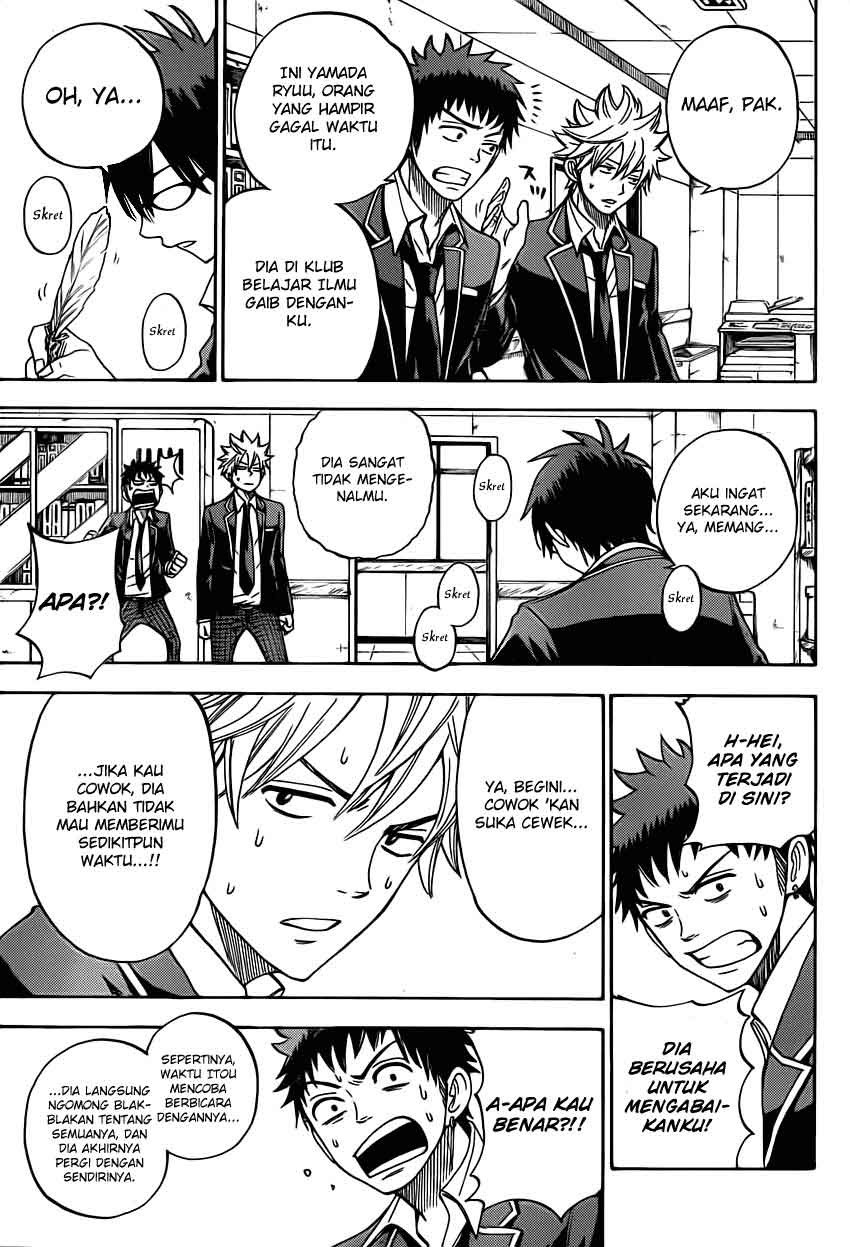 MAAF, PAK.
INI YAMADA
RYUU, ORANG
YANG HAMPIR
GAGAL WAKTU
ITU.
DIA DI KLUB
BELAJAR ILMU
GAIB DENGAN-
KU.
ズッ
OH, YA...
Skret
Skret
AKU INGAT
SEKARANG...
YA, MEMANG...
Skret
Skret
Skret
Skret
DIA SANGAT
TIDAK MENGE-
NALMU.
APA?!
H-HEI,
APA YANG
TERJADI
DI SINI?
DIA
BERUSAHA
UNTUK
MENGABAI-
KANKU!
YA, BEGINI...
COWOK 'KAN
SUKA CEWEK...
...JIKA KAU
COWOK, DIA
BAHKAN TIDAK
MAU MEMBERIMU
SEDIKITPUN
WAKTU...!!
A-APA KAU
BENAR?!!
SEPERTINYA,
WAKTU ITOU
MENCOBA
BERBICARA
DENGANNYA...
...DIA LANGSUNG
NGOMONG BLAK-
BLAKAN TENTANG
SEMUANYA, DAN
DIA AKHIRNYA
PERGI DENGAN
SENDIRINYA.